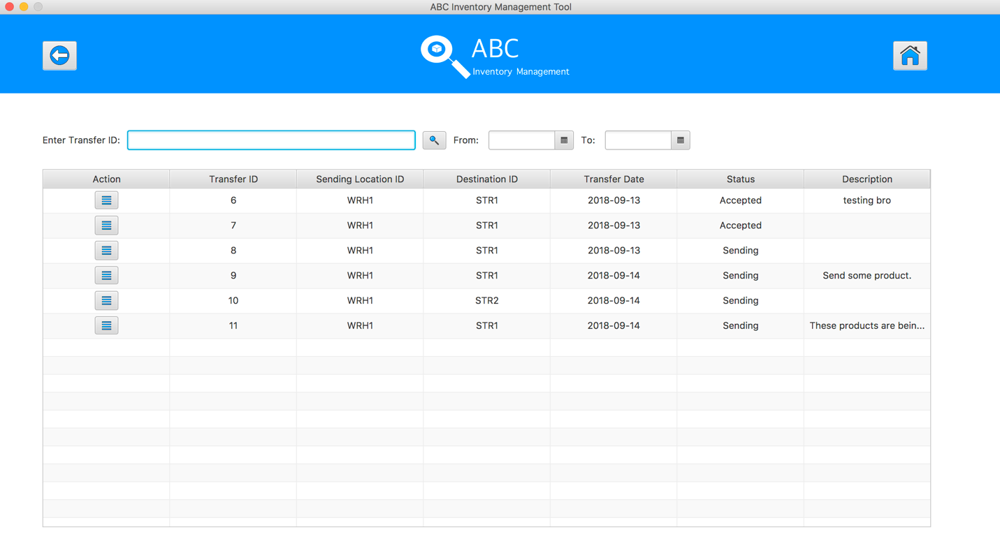 ABC Inventory Management Tool
ABC
Inventory Management
Enter Transfer ID: From: To:
Action Transfer ID Sending Location ID Destination ID Transfer Date Status Description
6 WRH1 STR1 2018-09-13 Accepted testing bro
7 WRH1 STR1 2018-09-13 Accepted
8 WRH1 STR1 2018-09-13 Sending
9 WRH1 STR1 2018-09-14 Sending Send some product.
10 WRH1 STR2 2018-09-14 Sending
11 WRH1 STR1 2018-09-14 Sending These products are bein...